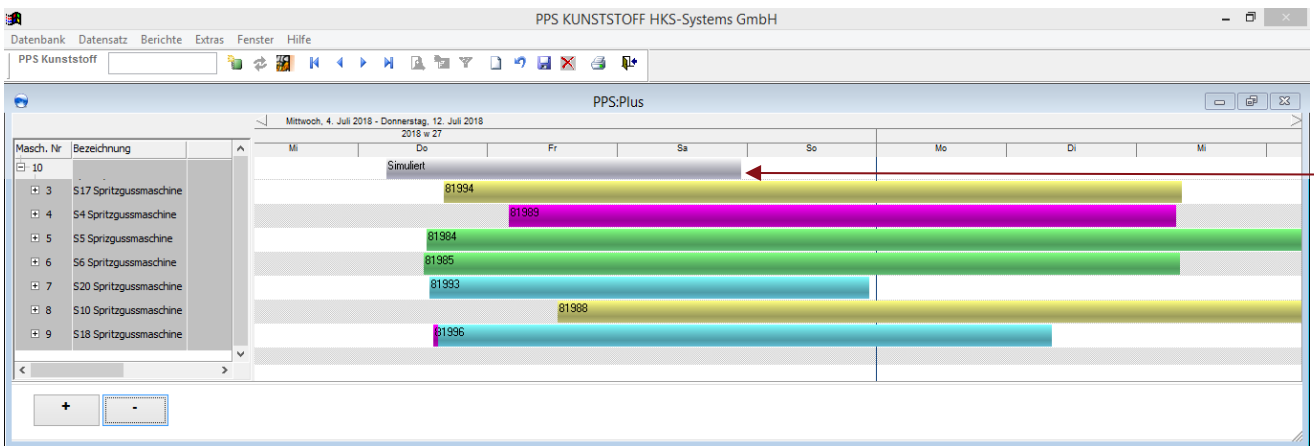 PPS KUNSTSTOFF HKS-Systems GmbH
Datenbank Datensatz Berichte Extras Fenster Hilfe
PPS Kunststoff
PPS:Plus
Mittwoch, 4. Juli 2018 - Donnerstag, 12. Juli 2018
2018 w 27
Masch. Nr Bezeichnung Mi Do Fr Sa So Mo Di Mi
10 Simuliert
3 S17 Spritzgussmaschine 81994
4 S4 Spritzgussmaschine 81989
5 S5 Sprizgussmaschine 81984
6 S6 Spritzgussmaschine 81985
7 S20 Spritzgussmaschine 81993
8 S10 Spritzgussmaschine 81988
9 S18 Spritzgussmaschine 81996
+ -